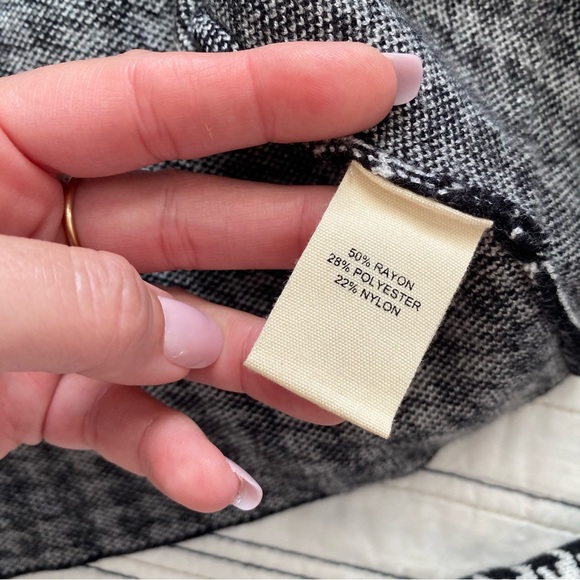 50% RAYON
28% POLYESTER
22% NYLON